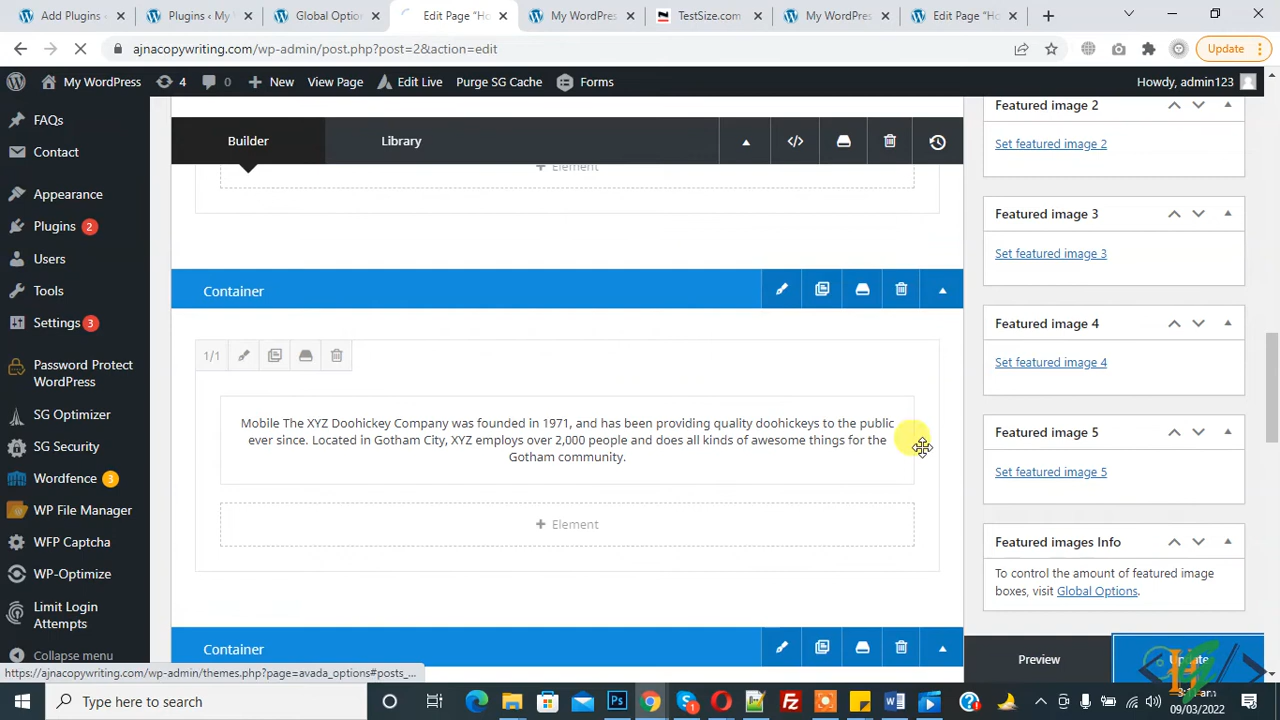 Add Plugins ‹
Plugins ‹ My W
Global Optio
Edit Page "Ho
My WordPres
TestSize.com
My WordPres
Edit Page "Ho
ajnacopywriting.com/wp-admin/post.php?post=2&action=edit
Update
My WordPress
4
0
New
View Page
Edit Live
Purge SG Cache
Forms
Howdy, admin123
FAQs
Contact
Appearance
Plugins 2
Users
Tools
Settings 3
Password Protect
WordPress
SG Optimizer
SG Security
Wordfence 3
WP File Manager
WFP Captcha
WP-Optimize
Limit Login
Attempts
Collapse menu
Builder
Library
Element
Container
1/1
Mobile The XYZ Doohickey Company was founded in 1971, and has been providing quality doohickeys to the public
ever since. Located in Gotham City, XYZ employs over 2,000 people and does all kinds of awesome things for the
Gotham community.
Element
Container
Featured image 2
Set featured image 2
Featured image 3
Set featured image 3
Featured image 4
Set featured image 4
Featured image 5
Set featured image 5
Featured images Info
To control the amount of featured image
boxes, visit Global Options.
Preview
Update
https://ajnacopywriting.com/wp-admin/themes.php?page=avada_options#posts_...
Type here to search
09/03/2022